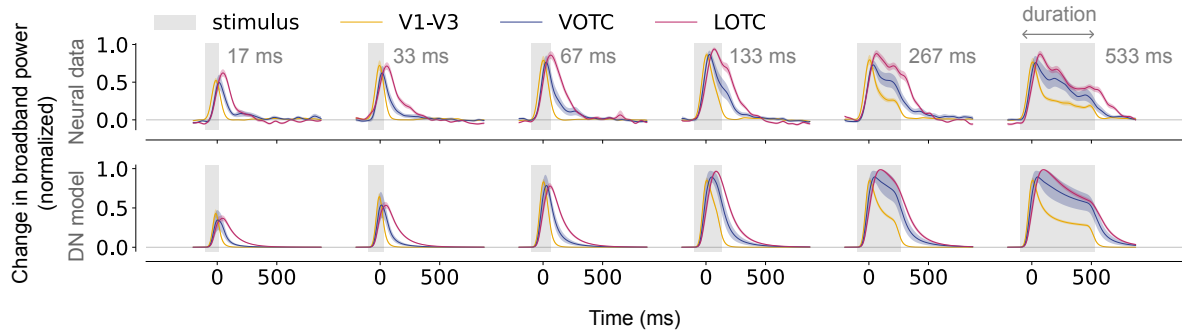 stimulus V1-V3 VOTC LOTC
duration
Change in broadband power
(normalized)
Neural data
1.0
0.5
0.0
17 ms 33 ms 67 ms 133 ms 267 ms 533 ms
DN model
1.0
0.5
0.0
0 500 0 500 0 500 0 500 0 500 0 500
Time (ms)